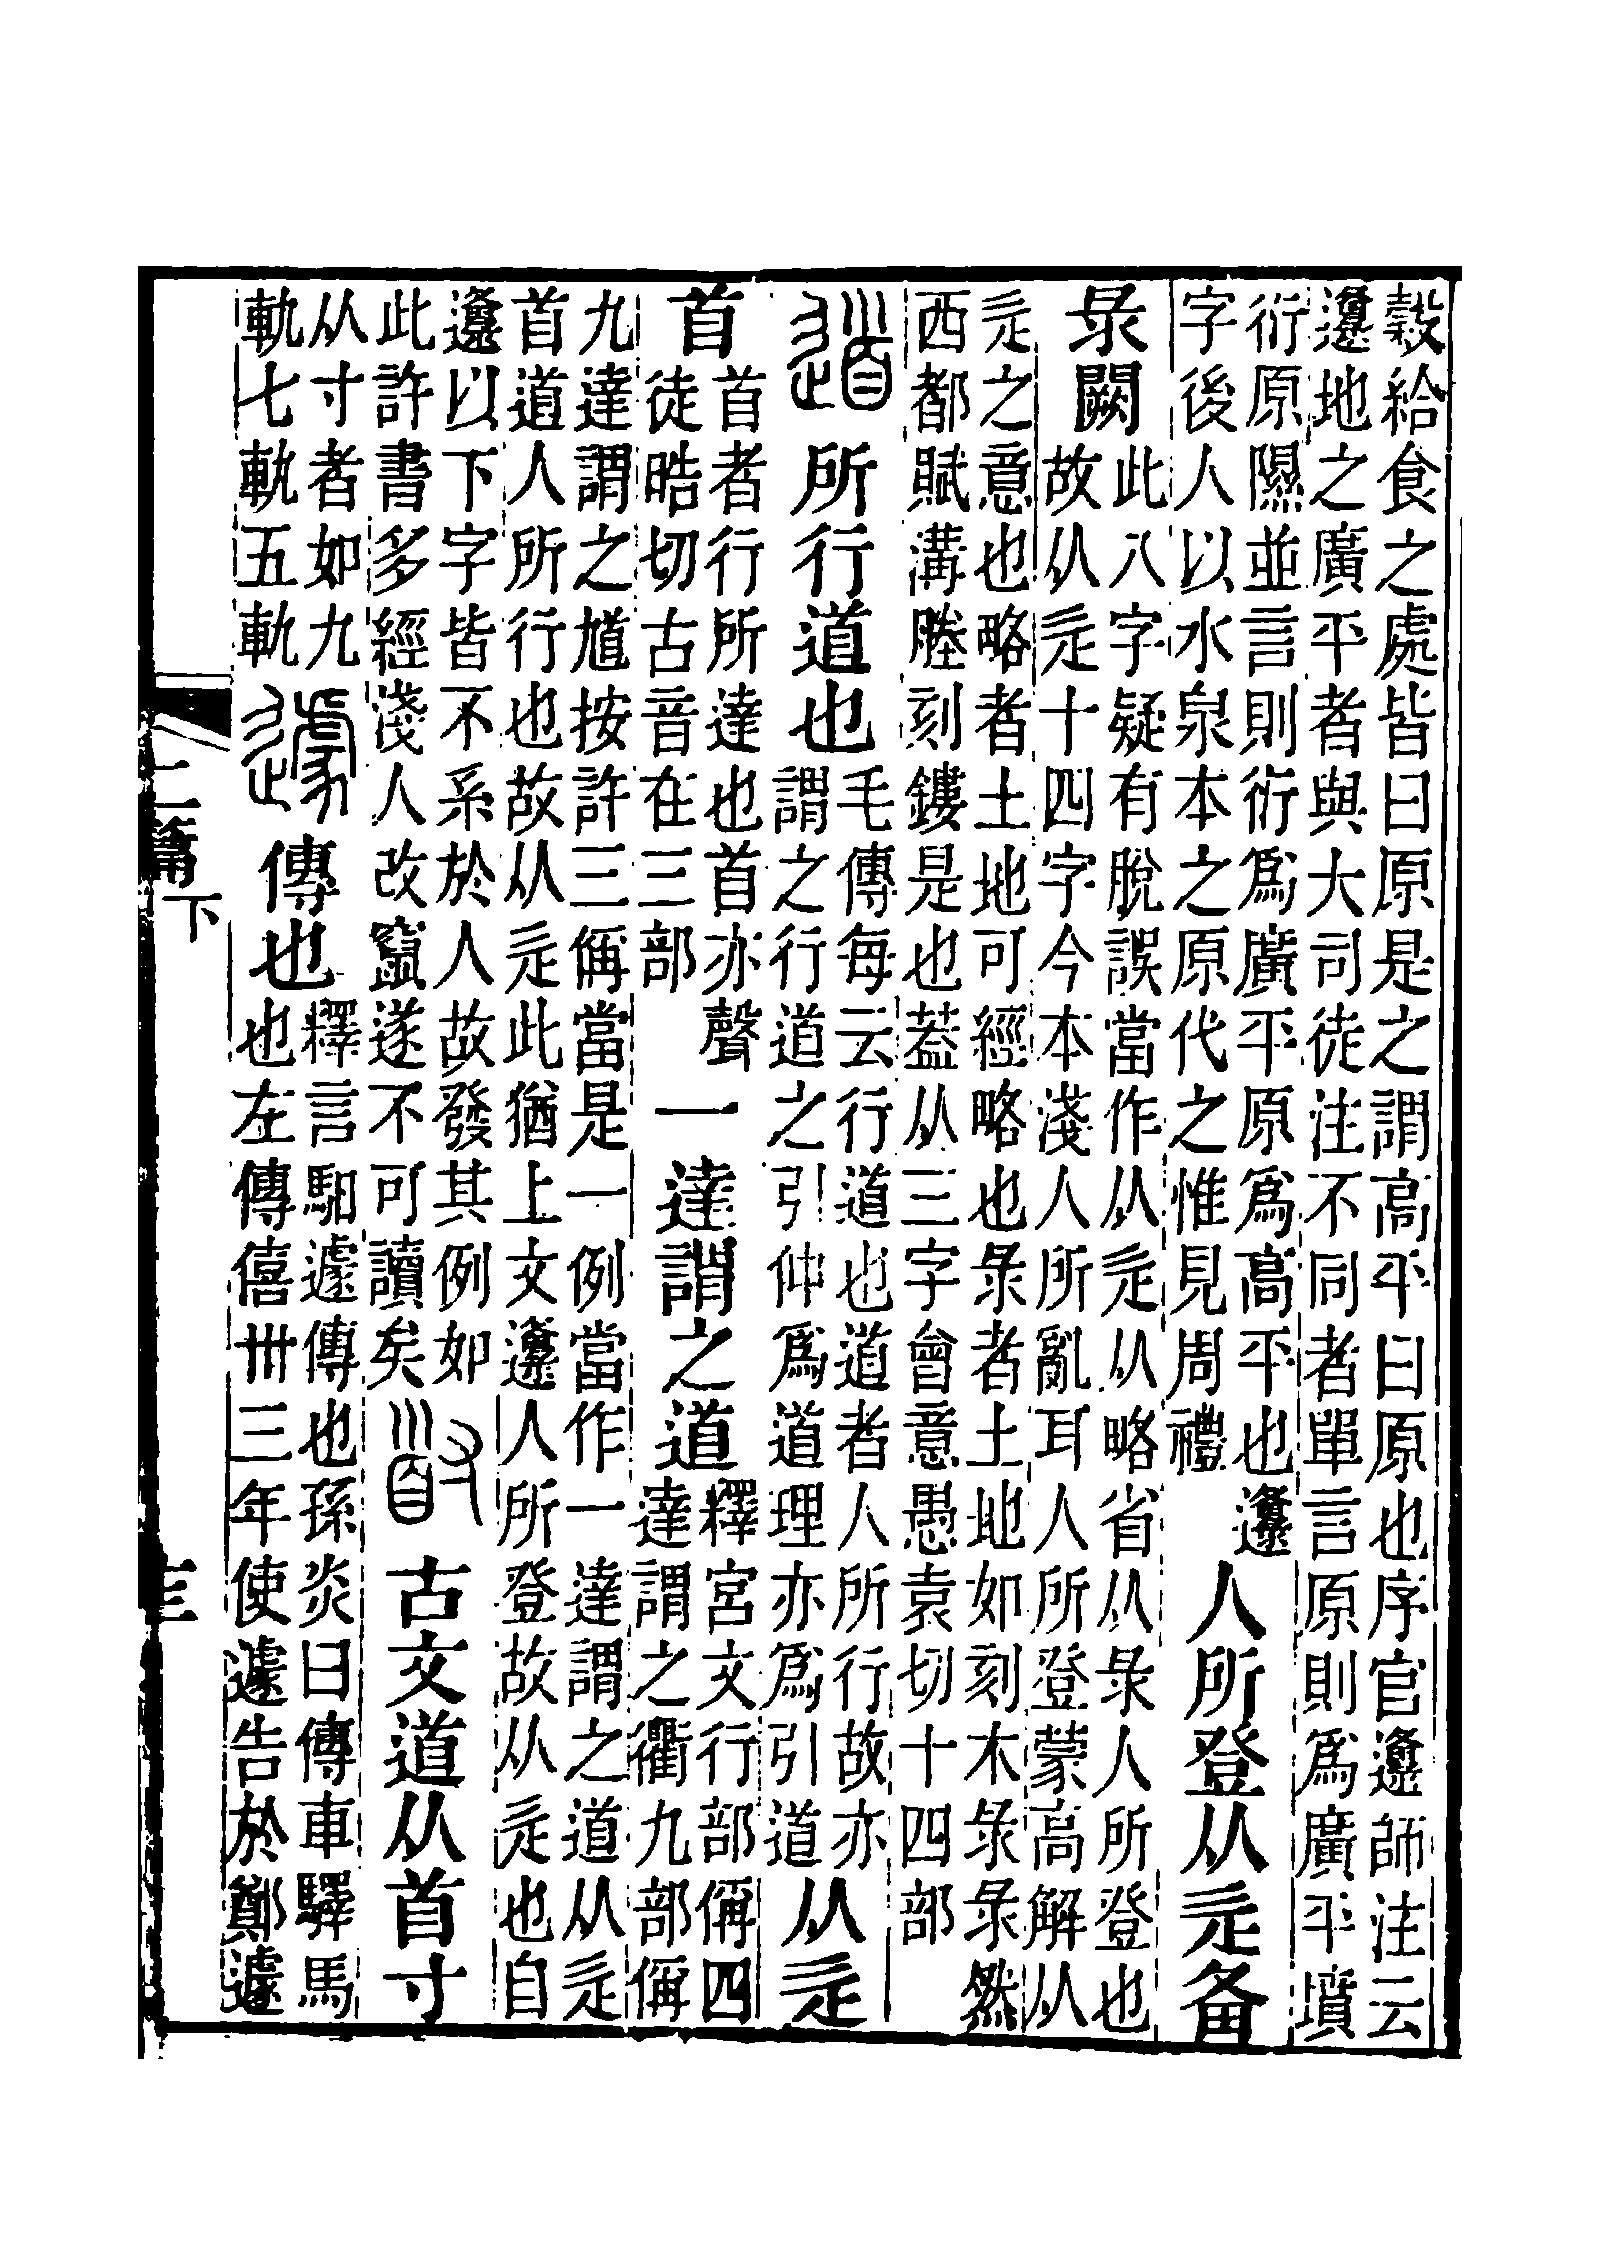 穀給食之處皆曰原是之謂高平曰原也序官邍師注云
邍地之廣平者與大司徒注不同者單言原則爲廣平墳
衍原隰並言則衍爲廣平原爲高平也邍
字後人以水泉本之原代之惟見周禮
人所登从辵备
彔闕
此八字疑有脫誤當作从辵从略省从彔人所登也
故从辵十四字今本淺人所亂耳人所登蒙高解从
辵之意也略者土地可經略也彔者土地如刻木彔彔然
西都賦溝塍刻鏤是也葢从三字會意愚袁切十四部
道所行道也
毛傳每云行道也道者人所行故亦
謂之行道之引伸爲道理亦爲引道
从辵
首
首者行所達也首亦聲
徒晧切古音在三部
一達謂之道
釋宮文行部偁四
達謂之衢九部偁
九達謂之馗按許三偁當是一例當作一達謂之道从辵
首道人所行也故从辵此猶上文邍人所登故从辵也自
邍以下字皆不系於人故發其例如
此許書多經淺人改竄遂不可讀矣
古文道从首寸
从寸者如九
軌七軌五軌
遽傳也
釋言馹遽傳也孫炎曰傳車驛馬
也左傳僖卅三年使遽告於鄭遽
二篇下